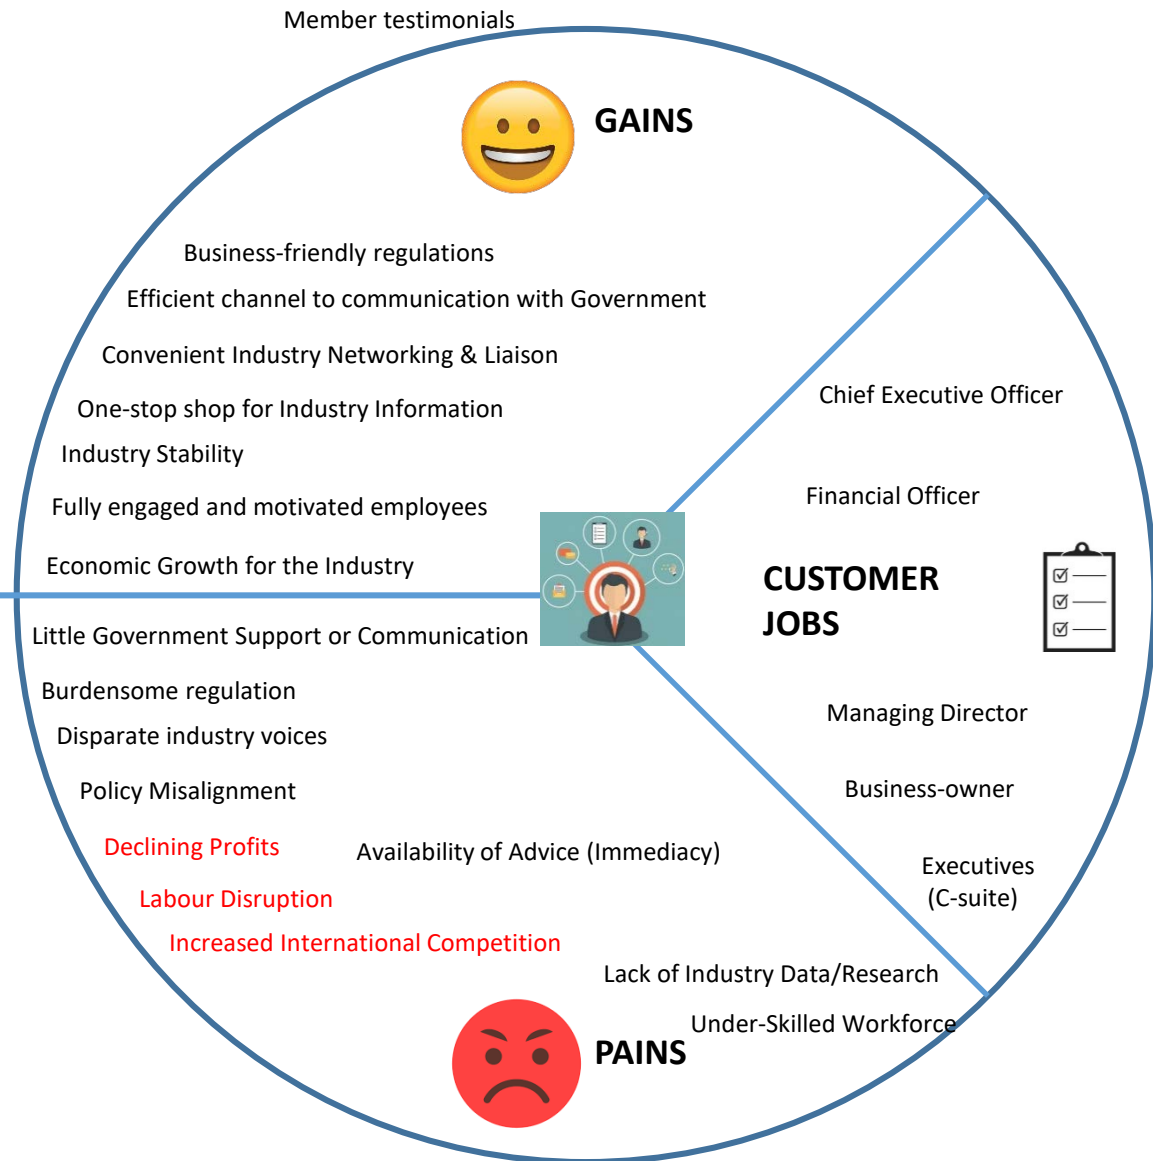 Member testimonials
GAINS
Business-friendly regulations
Efficient channel to communication with Government
Convenient Industry Networking & Liaison
One-stop shop for Industry Information
Industry Stability
Fully engaged and motivated employees
Economic Growth for the Industry
Chief Executive Officer
Financial Officer
CUSTOMER
JOBS
Managing Director
Business-owner
Executives
(C-suite)
Little Government Support or Communication
Burdensome regulation
Disparate industry voices
Policy Misalignment
Declining Profits
Availability of Advice (Immediacy)
Labour Disruption
Increased International Competition
Lack of Industry Data/Research
Under-Skilled Workforce
PAINS